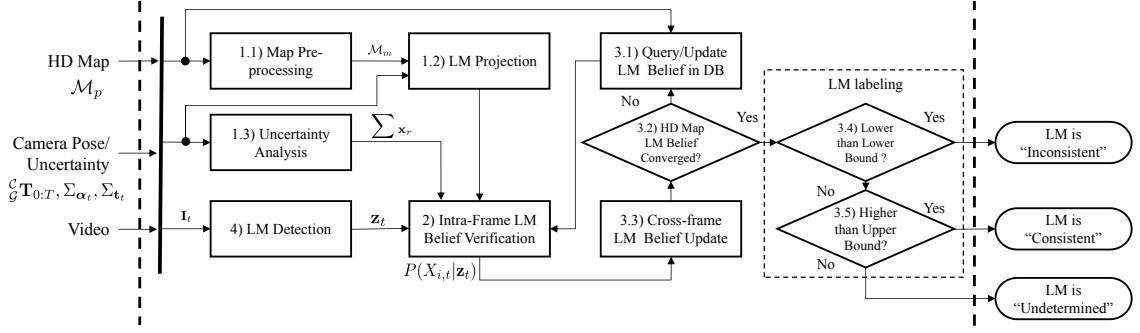 HD Map
ℳ_p
Camera Pose/
Uncertainty
{}^{𝒞}_{𝒢}𝐓_{0:T}, Σ_{𝜶_t}, Σ_{𝐭_t}
Video
𝐈_t
1.1) Map Pre-
processing
ℳ_m
1.2) LM Projection
1.3) Uncertainty
Analysis
∑ 𝐱_r
4) LM Detection
𝐳_t
2) Intra-Frame LM
Belief Verification
P(X_{i,t}|𝐳_t)
3.1) Query/Update
LM Belief in DB
No
3.2) HD Map
LM Belief
Converged?
Yes
3.3) Cross-frame
LM Belief Update
LM labeling
3.4) Lower
than Lower
Bound ?
Yes
No
3.5) Higher
than Upper
Bound?
Yes
No
LM is
“Inconsistent”
LM is
“Consistent”
LM is
“Undetermined”